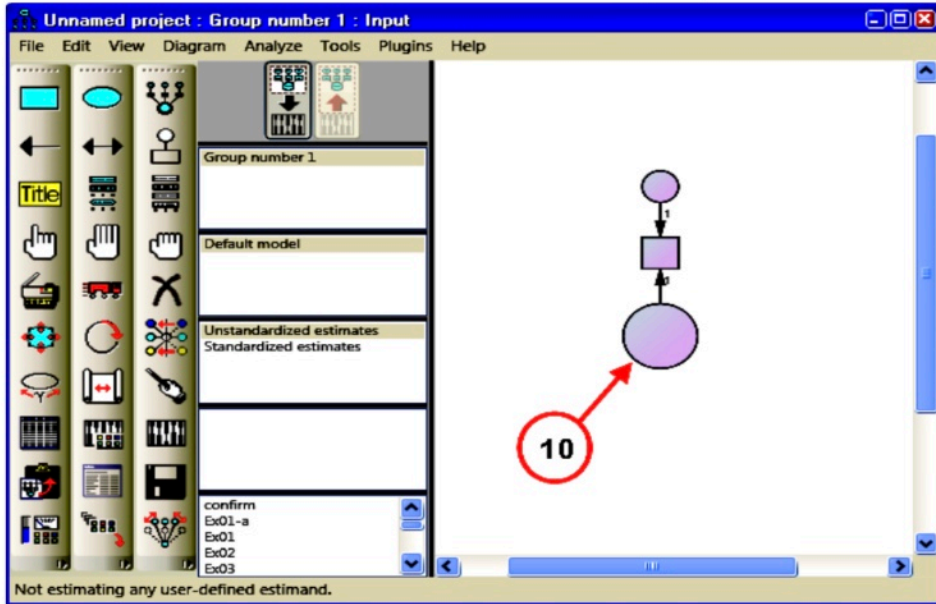 Unnamed project : Group number 1 : Input
File Edit View Diagram Analyze Tools Plugins Help
Title
Group number 1
Default model
Unstandardized estimates
Standardized estimates
confirm
Ex01-a
Ex01
Ex02
Ex03
1
1
10
Not estimating any user-defined estimand.